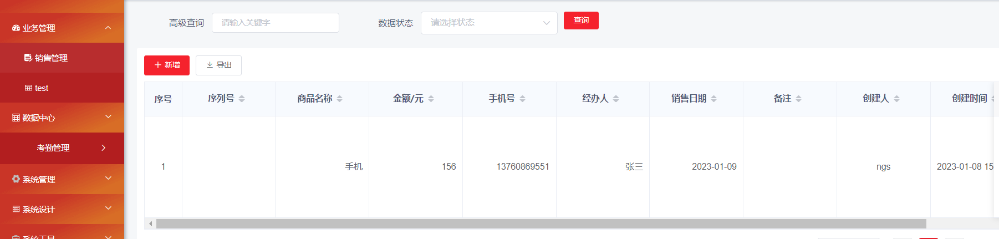 业务管理
销售管理
test
数据中心
考勤管理
系统管理
系统设计
系统工具
高级查询 请输入关键字 数据状态 请选择状态 查询
新增 导出
序号 序列号 商品名称 金额/元 手机号 经办人 销售日期 备注 创建人 创建时间
1 手机 156 13760869551 张三 2023-01-09 ngs 2023-01-08 15